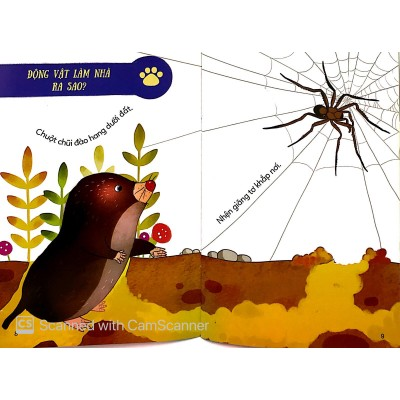 ĐỘNG VẬT LÀM NHÀ
RA SAO?
Chuột chũi đào hang dưới đất.
Nhện giăng tơ khắp nơi.
CS Scanned with CamScanner
9